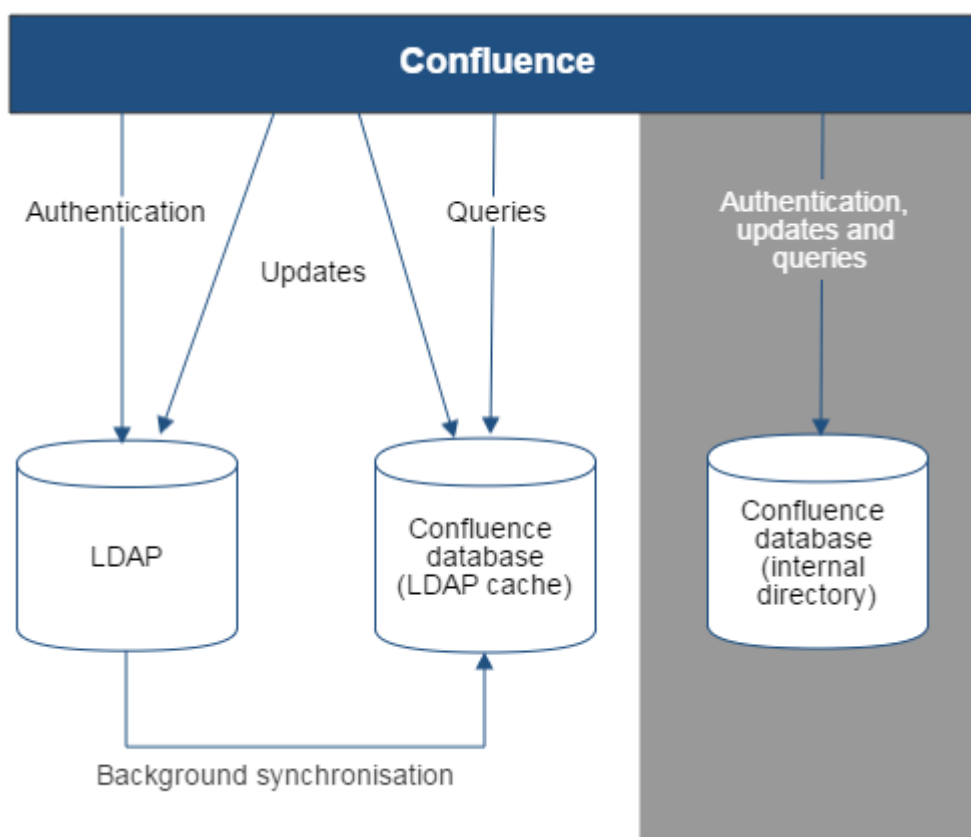 Confluence
Authentication
Queries
Updates
Authentication,
updates and
queries
LDAP
Confluence
database
(LDAP cache)
Confluence
database
(internal
directory)
Background synchronisation